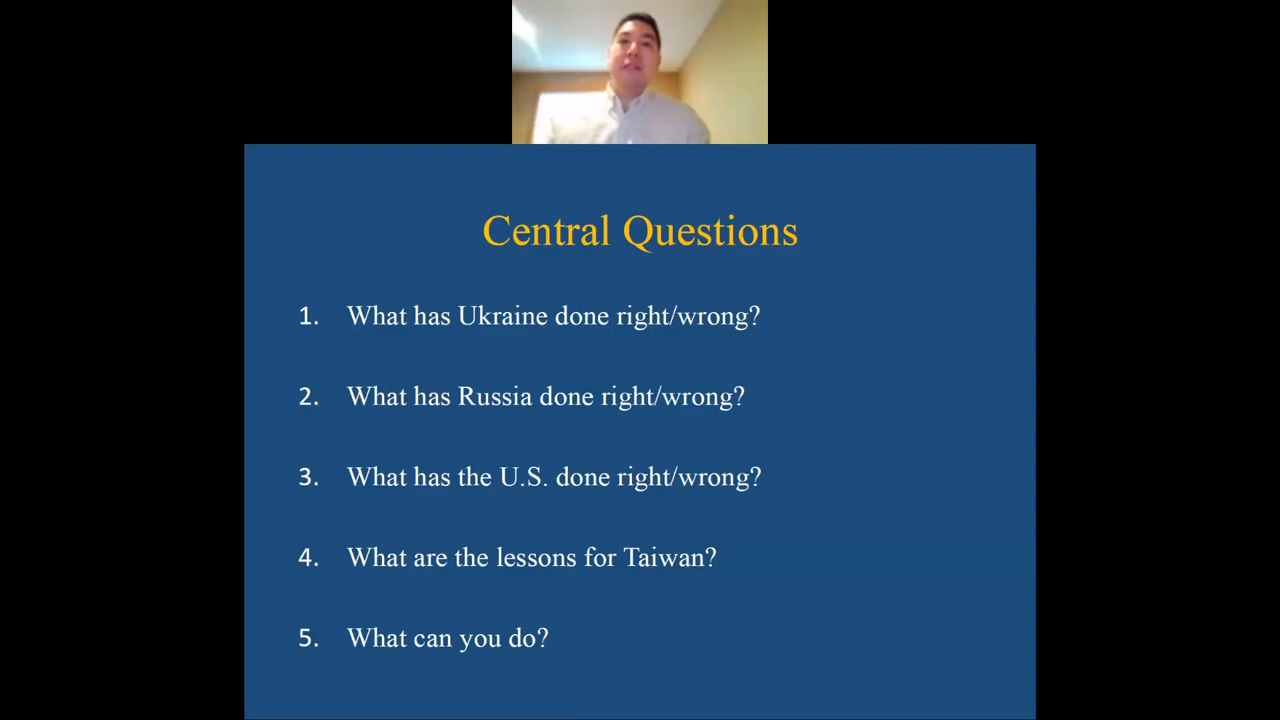 Central Questions
1. What has Ukraine done right/wrong?
2. What has Russia done right/wrong?
3. What has the U.S. done right/wrong?
4. What are the lessons for Taiwan?
5. What can you do?